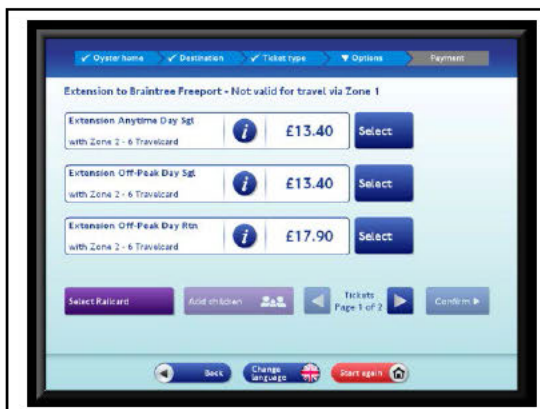 ✓ Oyster home ✓ Destination ✓ Ticket type ▼ Options Payment
Extension to Braintree Freeport - Not valid for travel via Zone 1
Extension Anytime Day Sgl
with Zone 2 - 6 Travelcard
i £13.40 Select
Extension Off-Peak Day Sgl
with Zone 2 - 6 Travelcard
i £13.40 Select
Extension Off-Peak Day Rtn
with Zone 2 - 6 Travelcard
i £17.90 Select
Select Railcard
Add children
Tickets
Page 1 of 2
Confirm
Back
Change
language
Start again